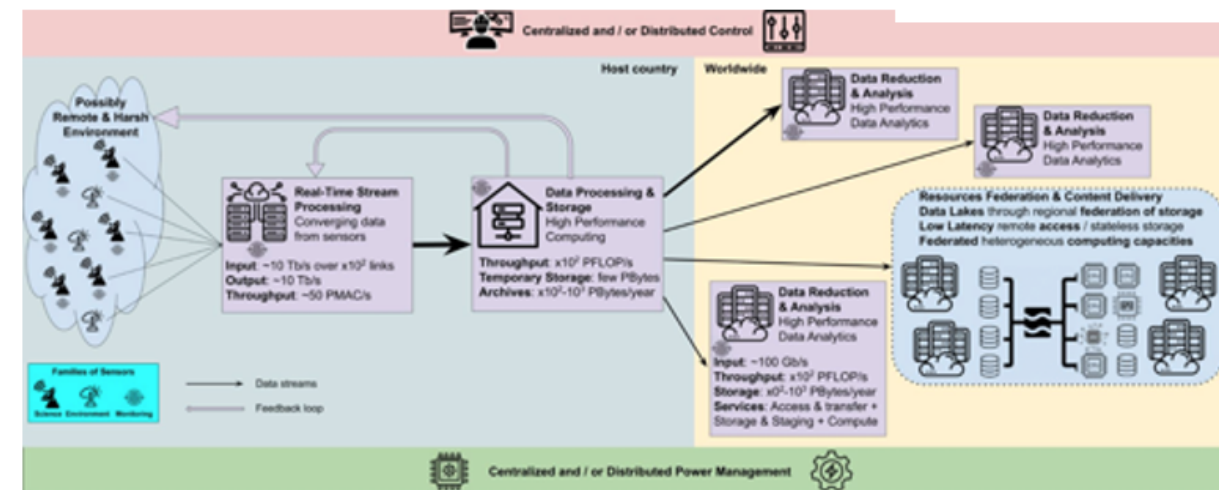 Centralized and / or Distributed Control
Host country
Worldwide
Possibly
Remote & Harsh
Environment
Real-Time Stream
Processing
Converging data
from sensors
Input: ~10 Tb/s over x10² links
Output: ~10 Tb/s
Throughput: ~50 PMAC/s
Data Processing &
Storage
High Performance
Computing
Throughput: x10² PFLOP/s
Temporary Storage: few PBytes
Archives: x10²-10³ PBytes/year
Data Reduction
& Analysis
High Performance
Data Analytics
Data Reduction
& Analysis
High Performance
Data Analytics
Resources Federation & Content Delivery
Data Lakes through regional federation of storage
Low Latency remote access / stateless storage
Federated heterogeneous computing capacities
Data Reduction
& Analysis
High Performance
Data Analytics
Input: ~100 Gb/s
Throughput: x10² PFLOP/s
Storage: x0²-10³ PBytes/year
Services: Access & transfer +
Storage & Staging + Compute
Families of Sensors
Science Environment Monitoring
Data streams
Feedback loop
Centralized and / or Distributed Power Management